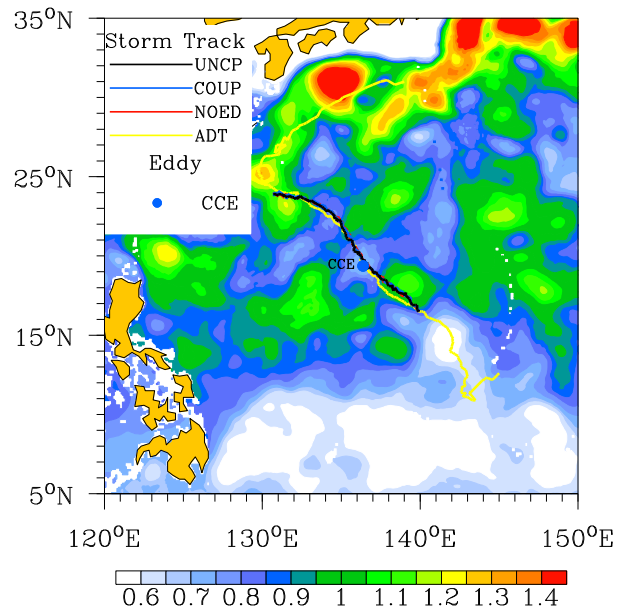 35°N
Storm Track
UNCP
COUP
NOED
ADT
Eddy
CCE
25°N
CCE
15°N
5°N
120°E 130°E 140°E 150°E
0.6 0.7 0.8 0.9 1 1.1 1.2 1.3 1.4